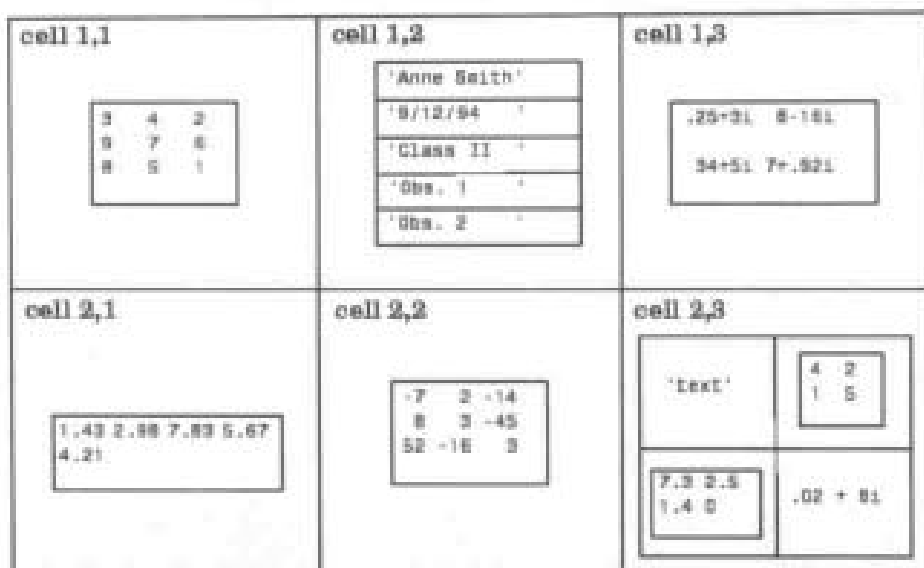 cell 1,1
3 4 2
9 7 6
8 5 1
cell 1,2
'Anne Smith'
'9/12/94 '
'Class II '
'Obs. 1 '
'Obs. 2 '
cell 1,3
.25+3i 8-16i
34+5i 7+.92i
cell 2,1
1.43 2.98 7.83 5.67
4.21
cell 2,2
-7 2 -14
8 3 -45
52 -16 3
cell 2,3
'text'
4 2
1 5
7.3 2.5
1.4 0
.02 + 8i